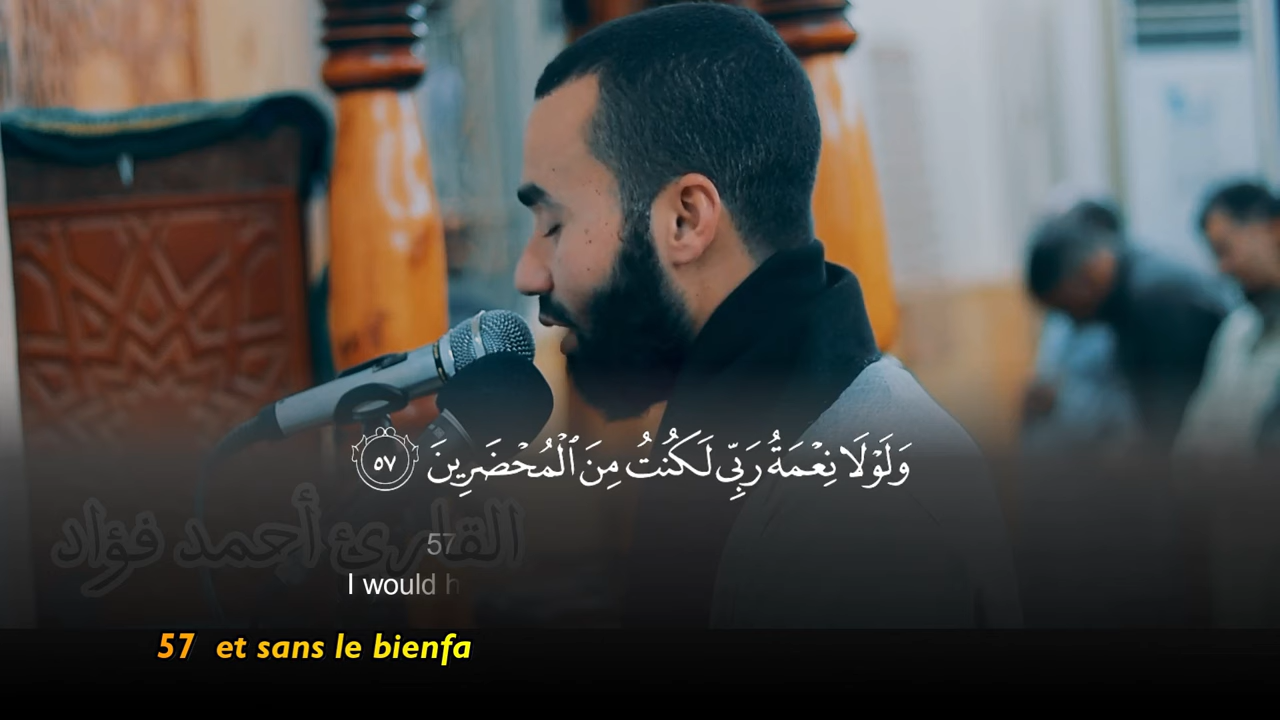 وَلَوْلَا نِعْمَةُ رَبِّي لَكُنتُ مِنَ ٱلْمُحْضَرِينَ ٥٧
القارئ أحمد فؤاد
57
I would h
57 et sans le bienfa